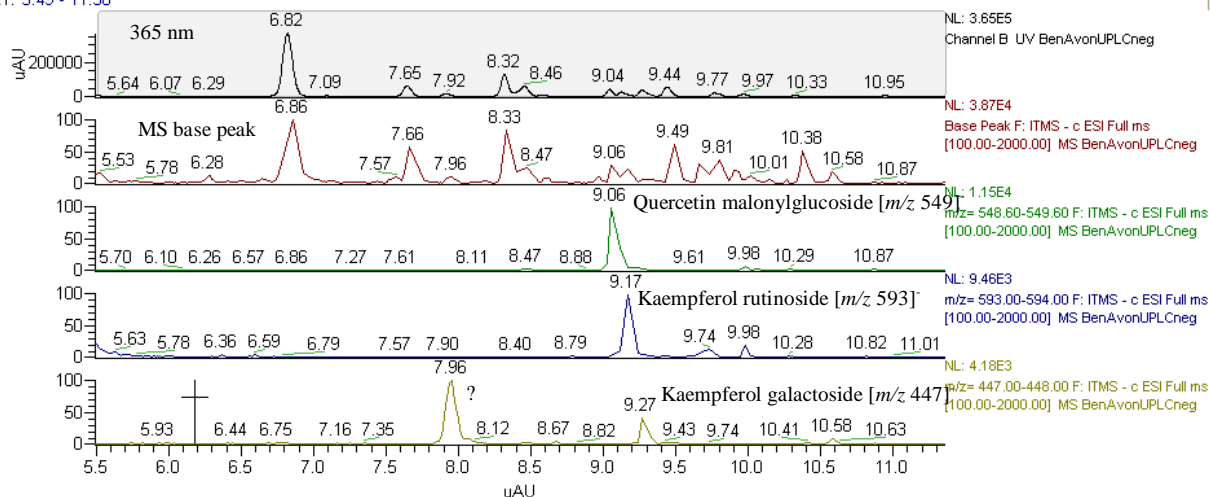 365 nm
uAU
200000
0
5.64 6.07 6.29 6.82 7.09 7.65 7.92 8.32 8.46 9.04 9.44 9.77 9.97 10.33 10.95
NL: 3.65E5
Channel B UV BenAvonUPLCneg
MS base peak
100
50
0
5.53 5.78 6.28 6.86 7.57 7.66 7.96 8.33 8.47 9.06 9.49 9.81 10.01 10.38 10.58 10.87
NL: 3.87E4
Base Peak F: ITMS - c ESI Full ms
[100.00-2000.00] MS BenAvonUPLCneg
Quercetin malonylglucoside [m/z 549]-
100
50
0
5.70 6.10 6.26 6.57 6.86 7.27 7.61 8.11 8.47 8.88 9.06 9.61 9.98 10.29 10.87
NL: 1.15E4
m/z= 548.60-549.60 F: ITMS - c ESI Full ms
[100.00-2000.00] MS BenAvonUPLCneg
Kaempferol rutinoside [m/z 593]-
100
50
0
5.63 5.78 6.36 6.59 6.79 7.57 7.90 8.40 8.79 9.17 9.74 9.98 10.28 10.82 11.01
NL: 9.46E3
m/z= 593.00-594.00 F: ITMS - c ESI Full ms
[100.00-2000.00] MS BenAvonUPLCneg
?
Kaempferol galactoside [m/z 447]-
100
50
0
5.93 6.44 6.75 7.16 7.35 7.96 8.12 8.67 8.82 9.27 9.43 9.74 10.41 10.58 10.63
NL: 4.18E3
m/z= 447.00-448.00 F: ITMS - c ESI Full ms
[100.00-2000.00] MS BenAvonUPLCneg
5.5 6.0 6.5 7.0 7.5 8.0 8.5 9.0 9.5 10.0 10.5 11.0
uAU